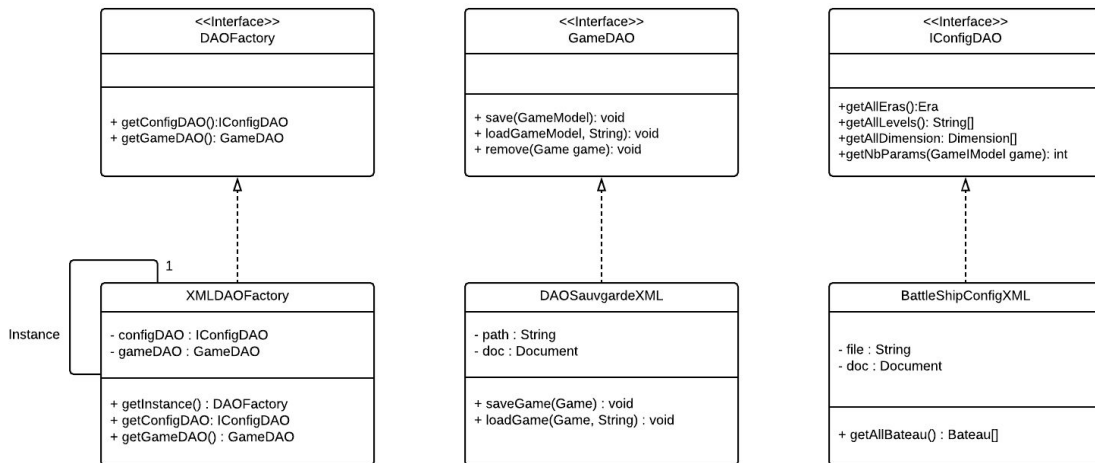 <<Interface>>
DAOFactory
+ getConfigDAO():IConfigDAO
+ getGameDAO(): GameDAO
<<Interface>>
GameDAO
+ save(GameModel): void
+ loadGameModel, String): void
+ remove(Game game): void
<<Interface>>
IConfigDAO
+getAllEras():Era
+getAllLevels(): String[]
+getAllDimension: Dimension[]
+getNbParams(GameIModel game): int
1
Instance
XMLDAOFactory
- configDAO : IConfigDAO
- gameDAO : GameDAO
+ getInstance() : DAOFactory
+ getConfigDAO: IConfigDAO
+ getGameDAO() : GameDAO
DAOSauvgardeXML
- path : String
- doc : Document
+ saveGame(Game) : void
+ loadGame(Game, String) : void
BattleShipConfigXML
- file : String
- doc : Document
+ getAllBateau() : Bateau[]